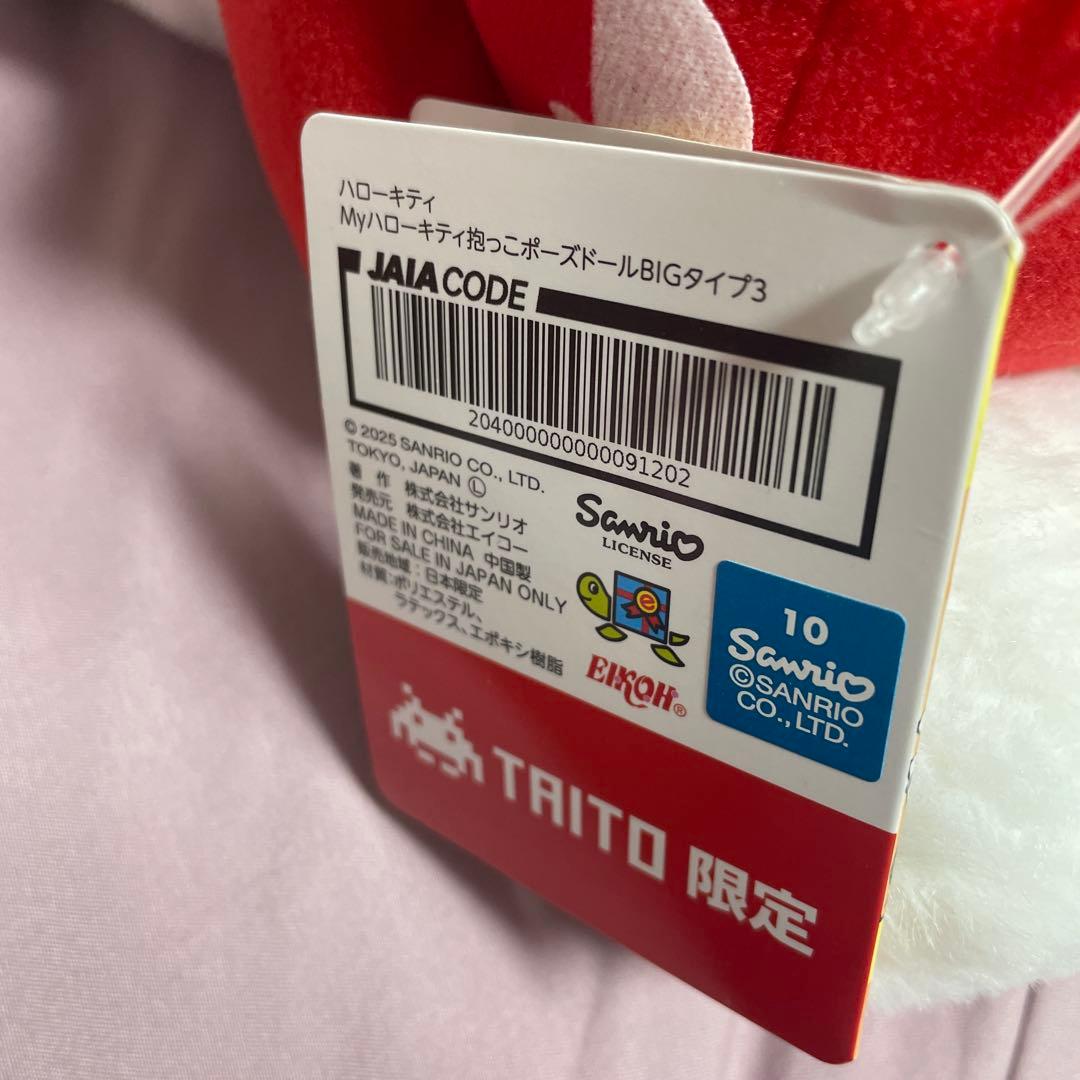 ハローキティ
Myハローキティ抱っこポーズドールBIGタイプ3
JAIA CODE
2040000000000091202
© 2025 SANRIO CO., LTD.
TOKYO, JAPAN Ⓛ
著 作 株式会社サンリオ
発売元 株式会社エイコー
MADE IN CHINA 中国製
FOR SALE IN JAPAN ONLY
販売地域:日本限定
材質:ポリエステル、
ラテックス、エポキシ樹脂
Sanrio
LICENSE
e
EIKOH®
10
Sanrio
©SANRIO
CO.,LTD.
TAITO 限定